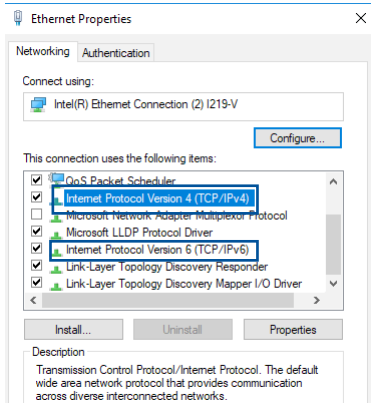 Ethernet Properties
Networking
Authentication
Connect using:
Intel(R) Ethernet Connection (2) I219-V
Configure...
This connection uses the following items:
QoS Packet Scheduler
Internet Protocol Version 4 (TCP/IPv4)
Microsoft Network Adapter Multiplexor Protocol
Microsoft LLDP Protocol Driver
Internet Protocol Version 6 (TCP/IPv6)
Link-Layer Topology Discovery Responder
Link-Layer Topology Discovery Mapper I/O Driver
Install...
Uninstall
Properties
Description
Transmission Control Protocol/Internet Protocol. The default
wide area network protocol that provides communication
across diverse interconnected networks.